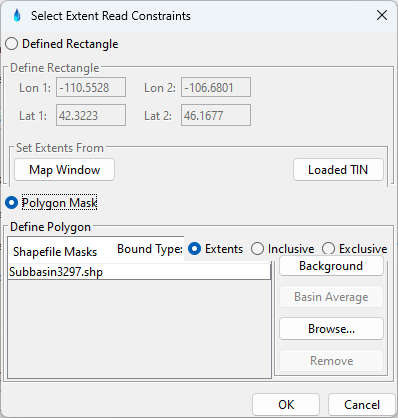 Select Extent Read Constraints
Defined Rectangle
Define Rectangle
Lon 1: -110.5528 Lon 2: -106.6801
Lat 1: 42.3223 Lat 2: 46.1677
Set Extents From
Map Window Loaded TIN
Polygon Mask
Define Polygon
Shapefile Masks Bound Type: Extents Inclusive Exclusive
Subbasin3297.shp Background
Basin Average
Browse...
Remove
OK Cancel